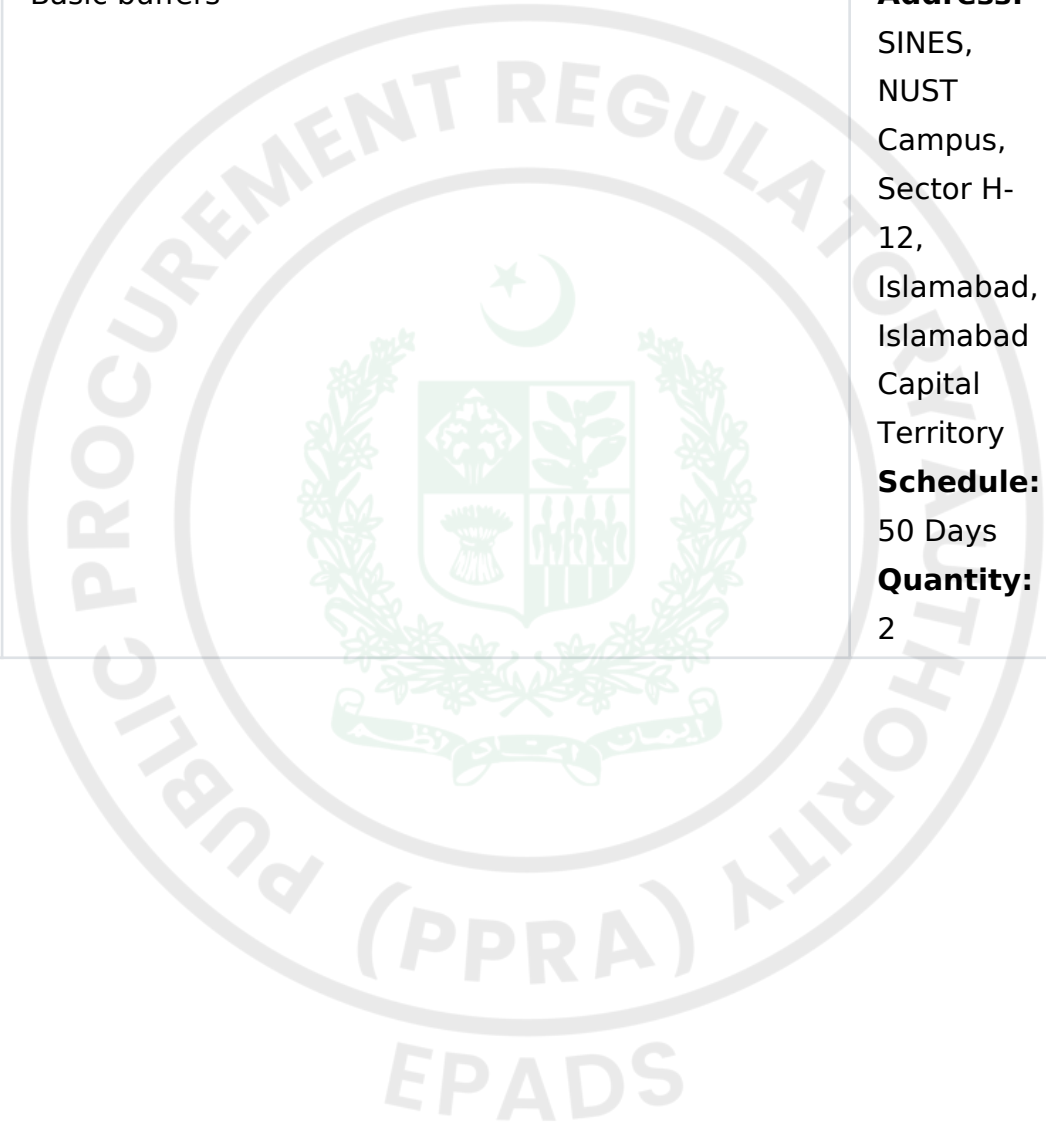 Basic buffers
Address:
SINES,
NUST
Campus,
Sector H-
12,
Islamabad,
Islamabad
Capital
Territory
Schedule:
50 Days
Quantity:
2
PUBLIC PROCUREMENT REGULATORY AUTHORITY
(PPRA)
EPADS